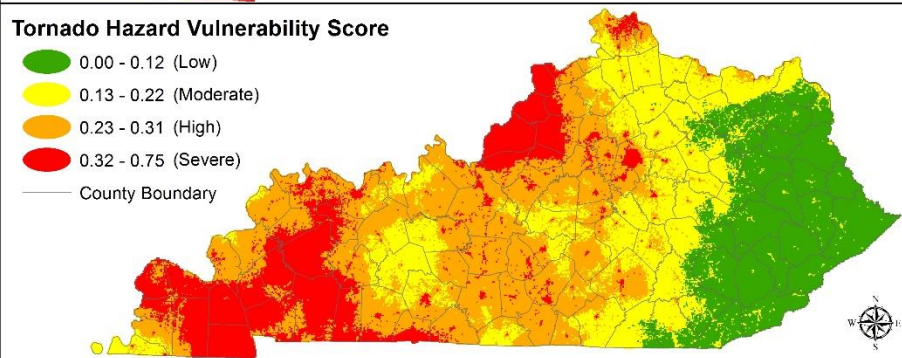 Tornado Hazard Vulnerability Score
0.00 - 0.12 (Low)
0.13 - 0.22 (Moderate)
0.23 - 0.31 (High)
0.32 - 0.75 (Severe)
County Boundary
N
W E
S